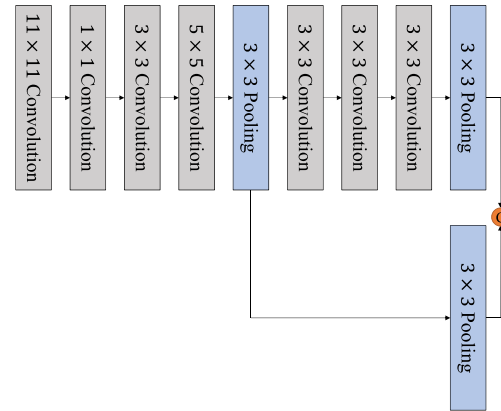 11 × 11 Convolution
1 × 1 Convolution
3 × 3 Convolution
5 × 5 Convolution
3 × 3 Pooling
3 × 3 Convolution
3 × 3 Convolution
3 × 3 Convolution
3 × 3 Pooling
3 × 3 Pooling